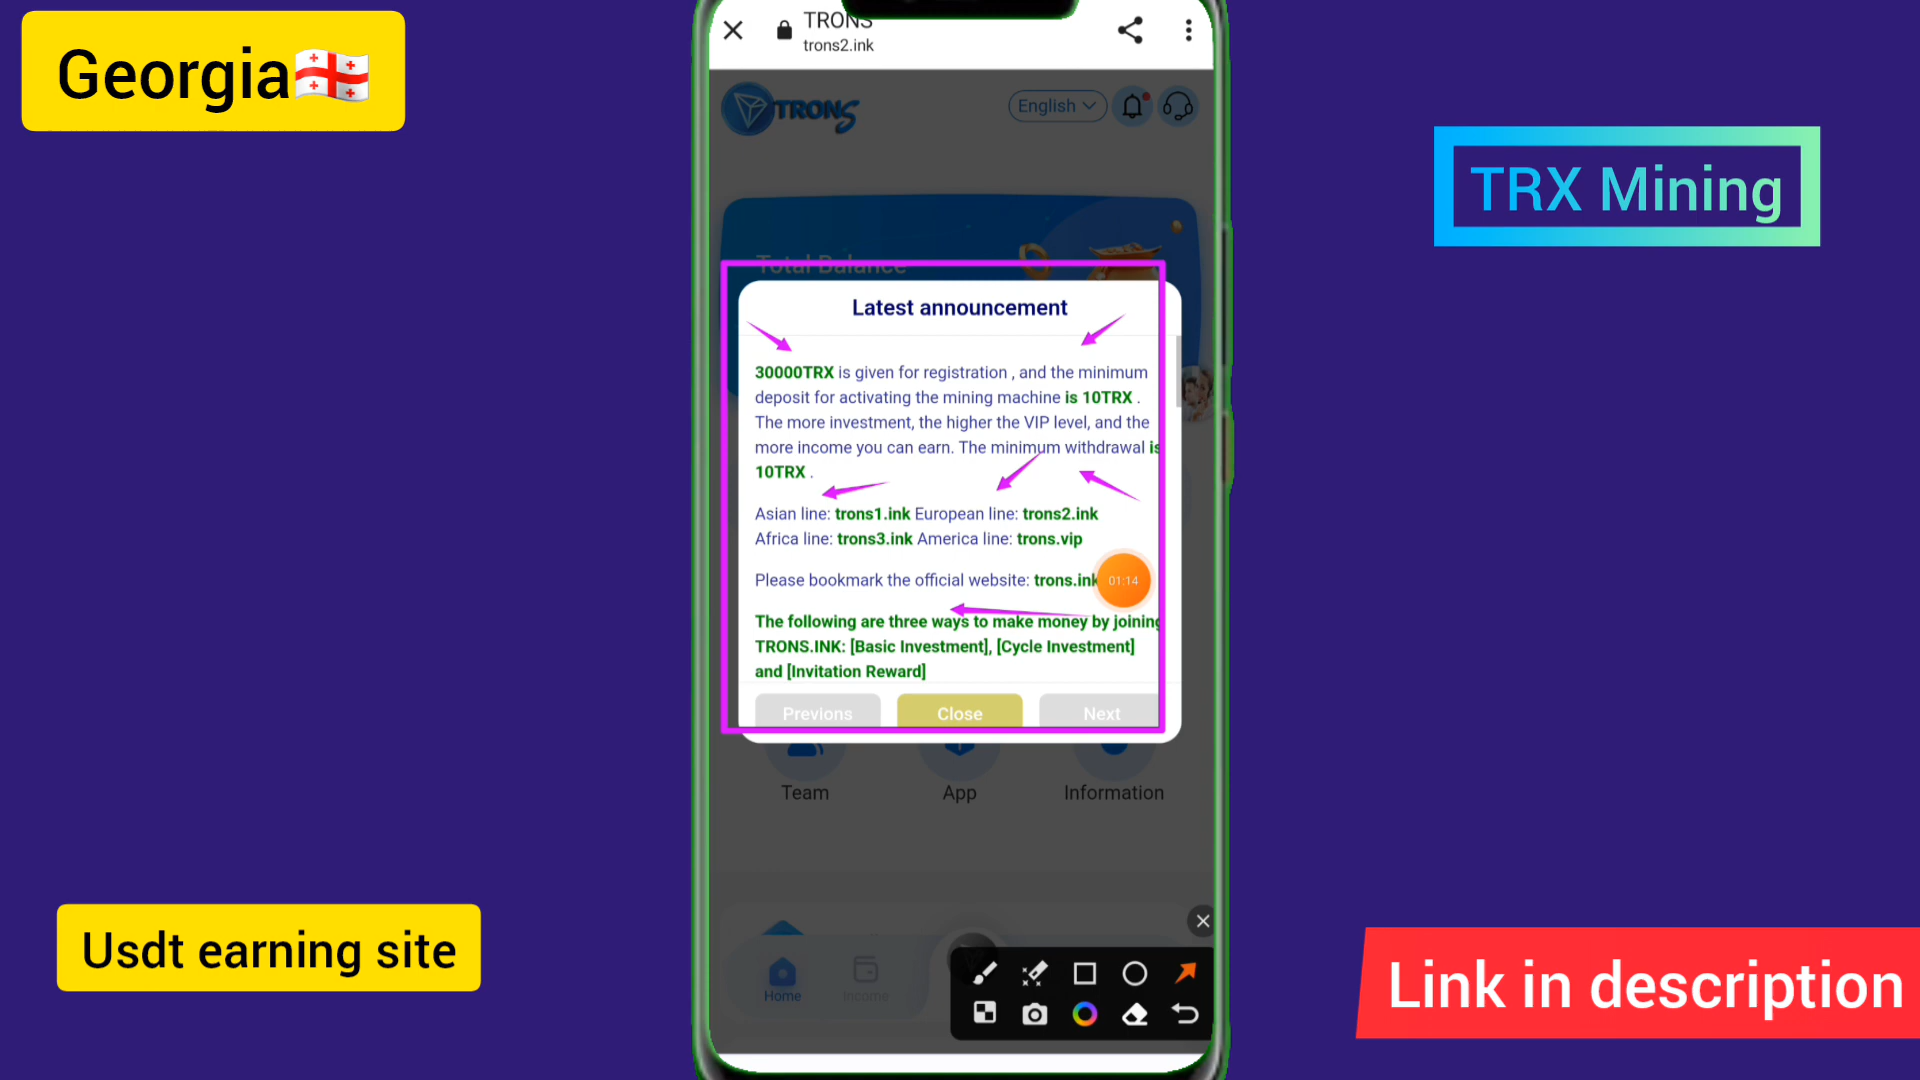 Georgia🇬🇪
TRONS
trons2.ink
TRONS
English
TRX Mining
Total Balance
Latest announcement
30000TRX is given for registration , and the minimum
deposit for activating the mining machine is 10TRX .
The more investment, the higher the VIP level, and the
more income you can earn. The minimum withdrawal is
10TRX .
Asian line: trons1.ink European line: trons2.ink
Africa line: trons3.ink America line: trons.vip
Please bookmark the official website: trons.ink
01:14
The following are three ways to make money by joining
TRONS.INK: [Basic Investment], [Cycle Investment]
and [Invitation Reward]
Previons Close Next
Team App Information
Home Income
Usdt earning site
Link in description